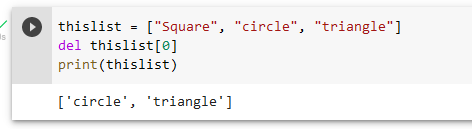 thislist = ["Square", "circle", "triangle"]
del thislist[0]
print(thislist)
['circle', 'triangle']